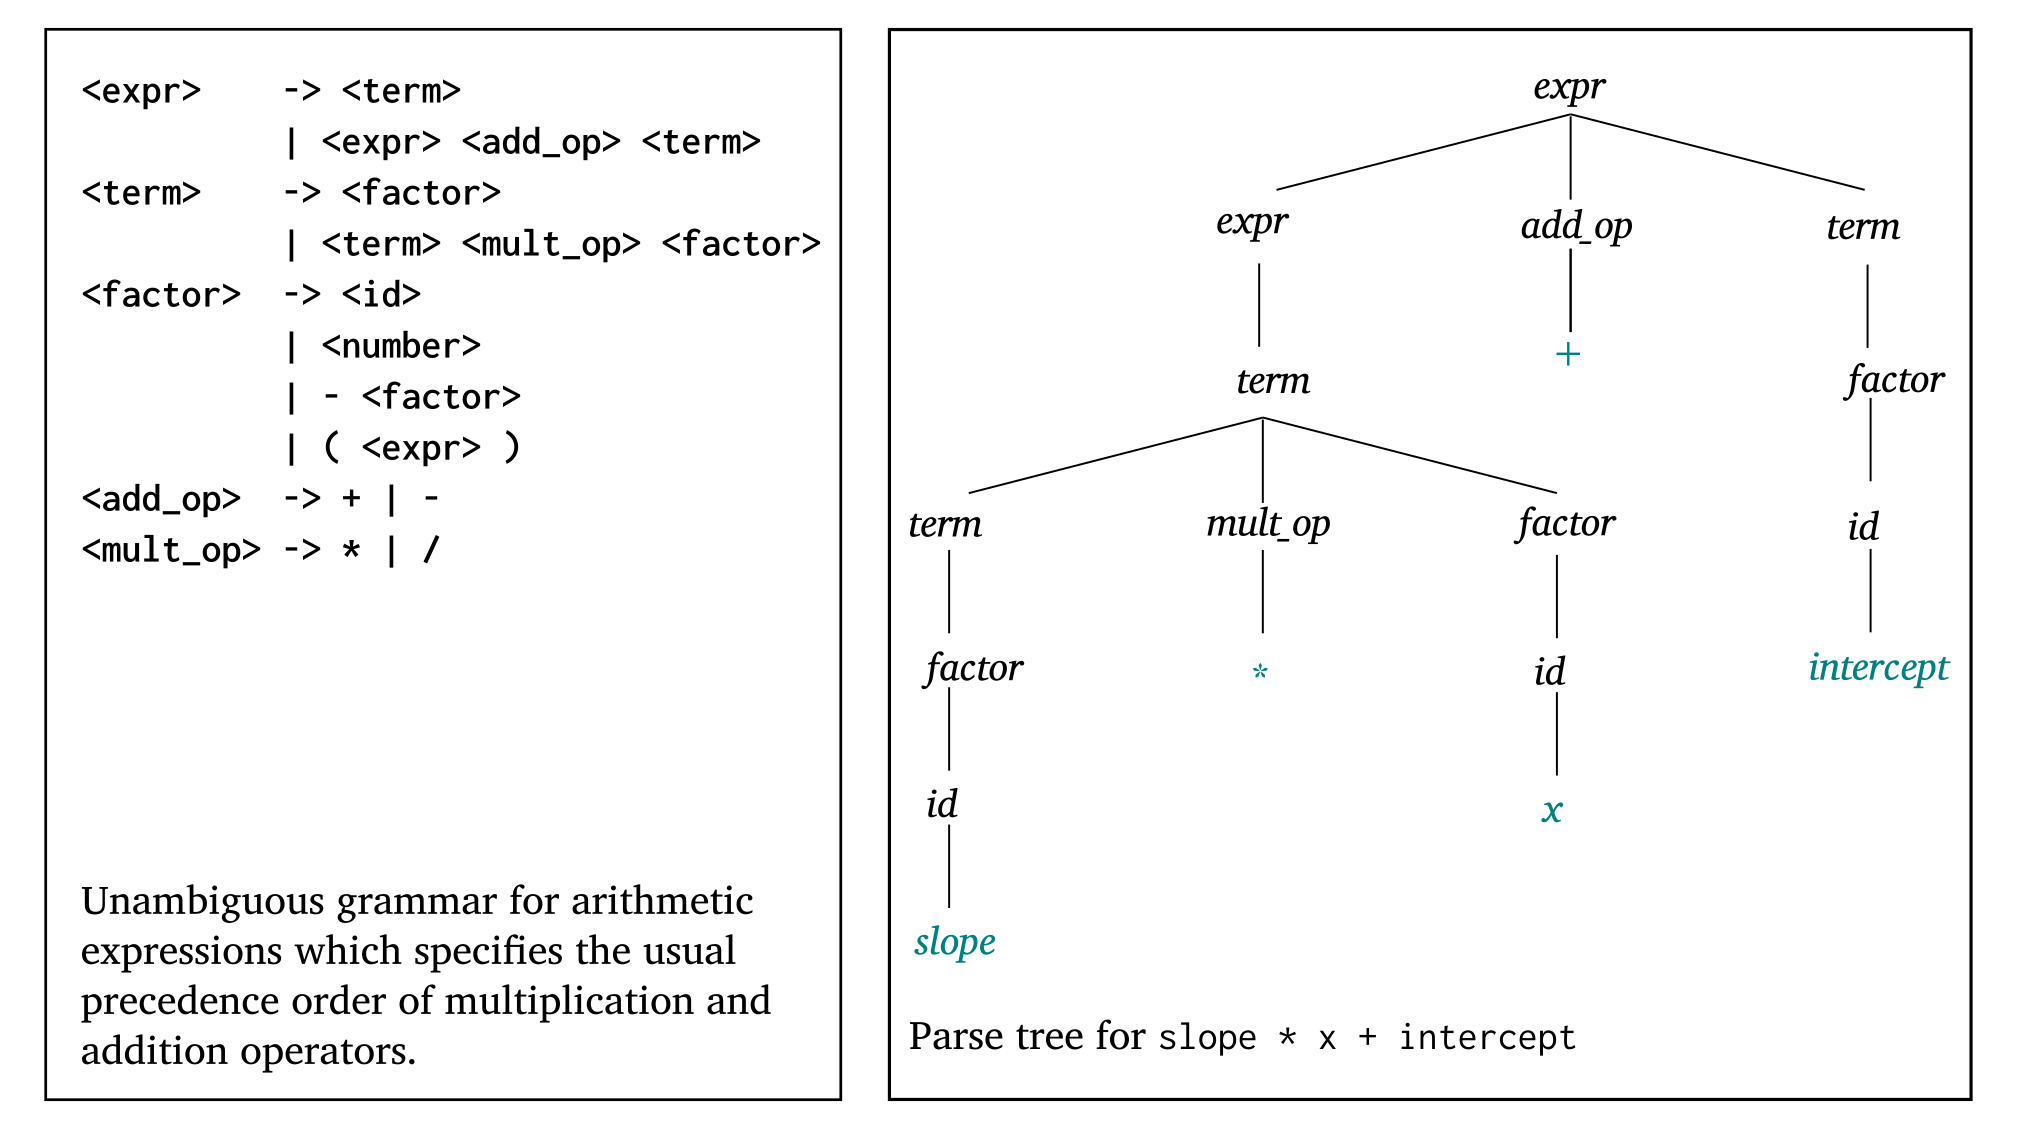 <expr> -> <term>
| <expr> <add_op> <term>
<term> -> <factor>
| <term> <mult_op> <factor>
<factor> -> <id>
| <number>
| - <factor>
| ( <expr> )
<add_op> -> + | -
<mult_op> -> * | /
Unambiguous grammar for arithmetic
expressions which specifies the usual
precedence order of multiplication and
addition operators.
expr
expr add_op term
+
term factor
term mult_op factor id
factor * id intercept
id x
slope
Parse tree for slope * x + intercept